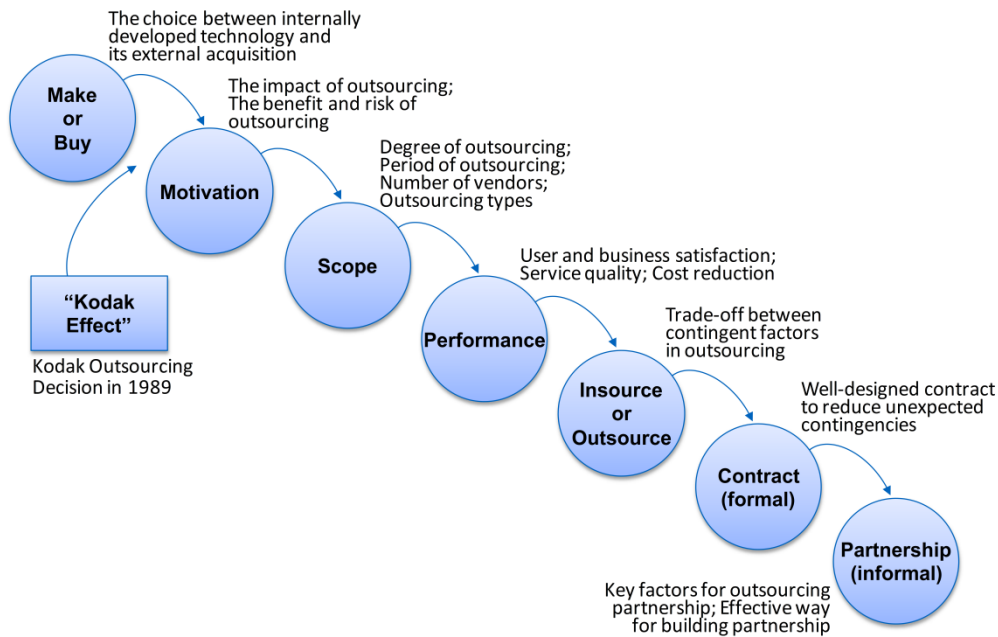 The choice between internally
developed technology and
its external acquisition
Make
or
Buy
The impact of outsourcing;
The benefit and risk of
outsourcing
Motivation
Degree of outsourcing;
Period of outsourcing;
Number of vendors;
Outsourcing types
Scope
User and business satisfaction;
Service quality; Cost reduction
Performance
“Kodak
Effect”
Kodak Outsourcing
Decision in 1989
Trade-off between
contingent factors
in outsourcing
Insource
or
Outsource
Well-designed contract
to reduce unexpected
contingencies
Contract
(formal)
Partnership
(informal)
Key factors for outsourcing
partnership; Effective way
for building partnership